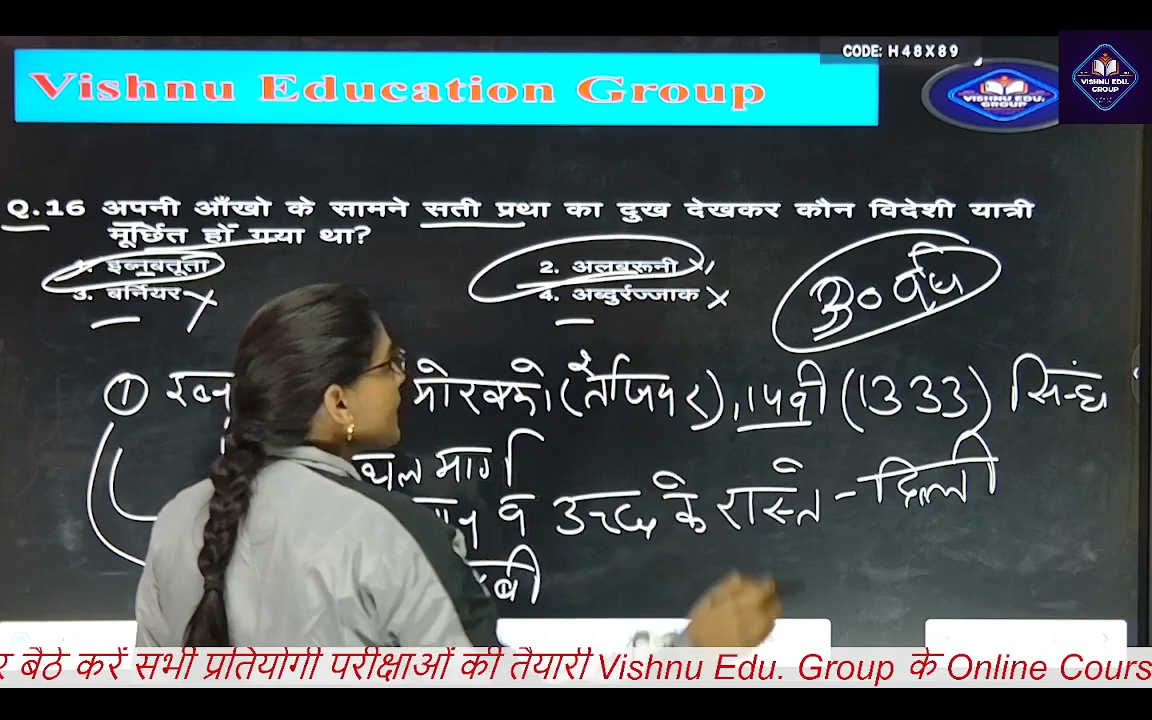 CODE: H48X89
Vishnu Education Group
VISHNU EDU. GROUP
VISHNU EDU. GROUP
Q.16 अपनी आँखो के सामने सती प्रथा का दुख देखकर कौन विदेशी यात्री
मूर्छित हों गया था?
1. इब्नबतूता 2. अलबरूनी
3. बर्नियर 4. अब्दुर्रज्जाक
30 वर्ष
① इब्न मोरक्को (तेंजियर), 14वी (1333) सिंध
मार्ग
व उच्छ के रास्ते - दिल्ली
बैठे करें सभी प्रतियोगी परीक्षाओं की तैयारी Vishnu Edu. Group के Online Cours